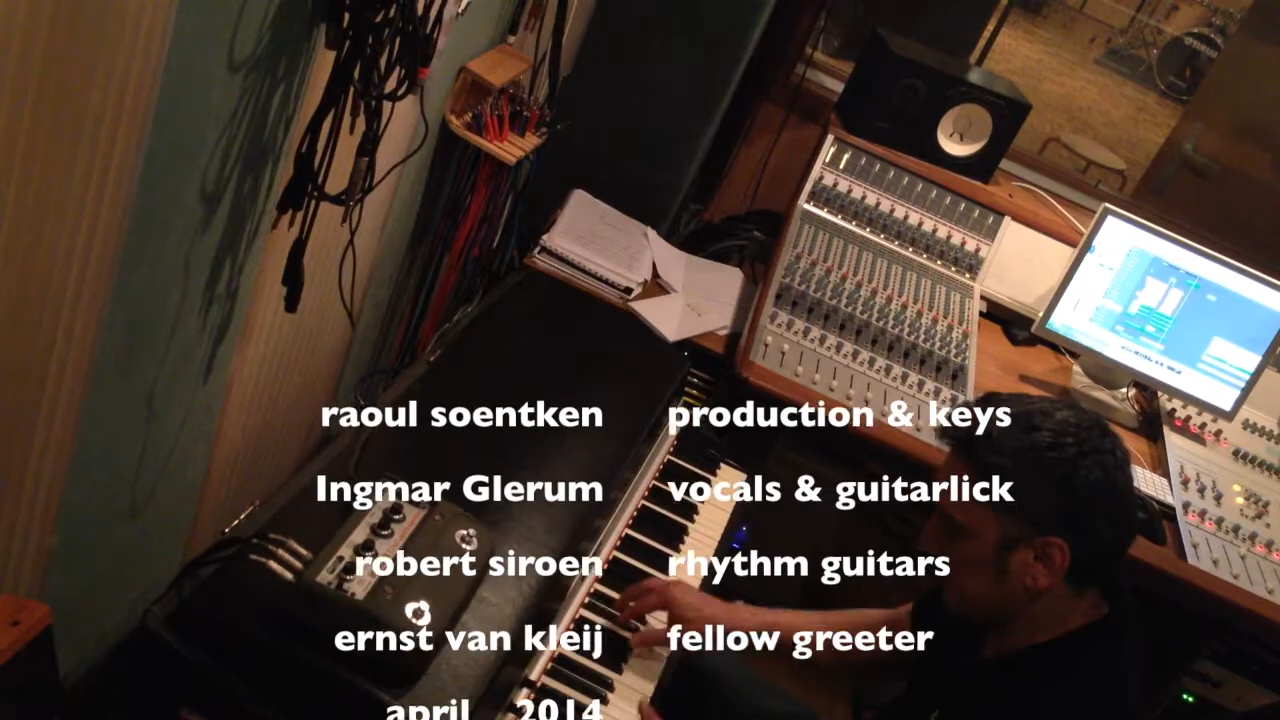 raoul soentken production & keys
Ingmar Glerum vocals & guitarlick
robert siroen rhythm guitars
ernst van kleij fellow greeter
april 2014